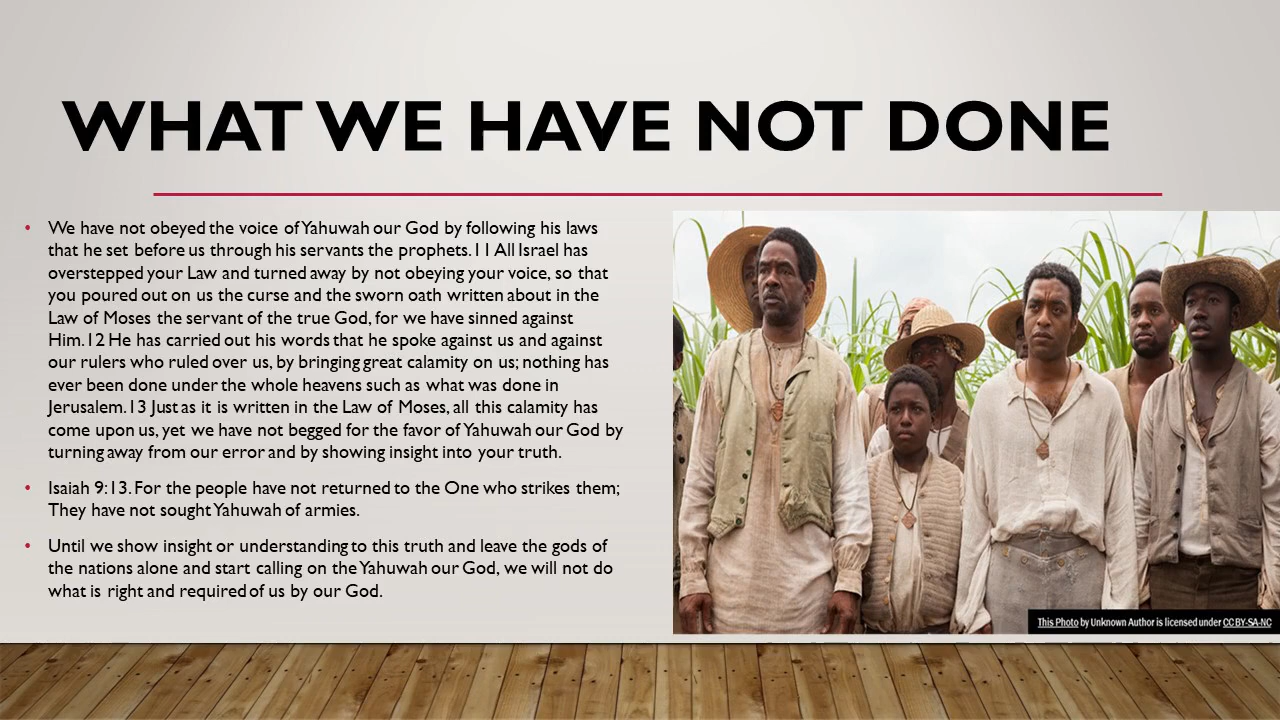 WHAT WE HAVE NOT DONE
• We have not obeyed the voice of Yahuwah our God by following his laws
that he set before us through his servants the prophets.11 All Israel has
overstepped your Law and turned away by not obeying your voice, so that
you poured out on us the curse and the sworn oath written about in the
Law of Moses the servant of the true God, for we have sinned against
Him.12 He has carried out his words that he spoke against us and against
our rulers who ruled over us, by bringing great calamity on us; nothing has
ever been done under the whole heavens such as what was done in
Jerusalem.13 Just as it is written in the Law of Moses, all this calamity has
come upon us, yet we have not begged for the favor of Yahuwah our God by
turning away from our error and by showing insight into your truth.
• Isaiah 9:13. For the people have not returned to the One who strikes them;
They have not sought Yahuwah of armies.
• Until we show insight or understanding to this truth and leave the gods of
the nations alone and start calling on the Yahuwah our God, we will not do
what is right and required of us by our God.
This Photo by Unknown Author is licensed under CC BY-SA-NC